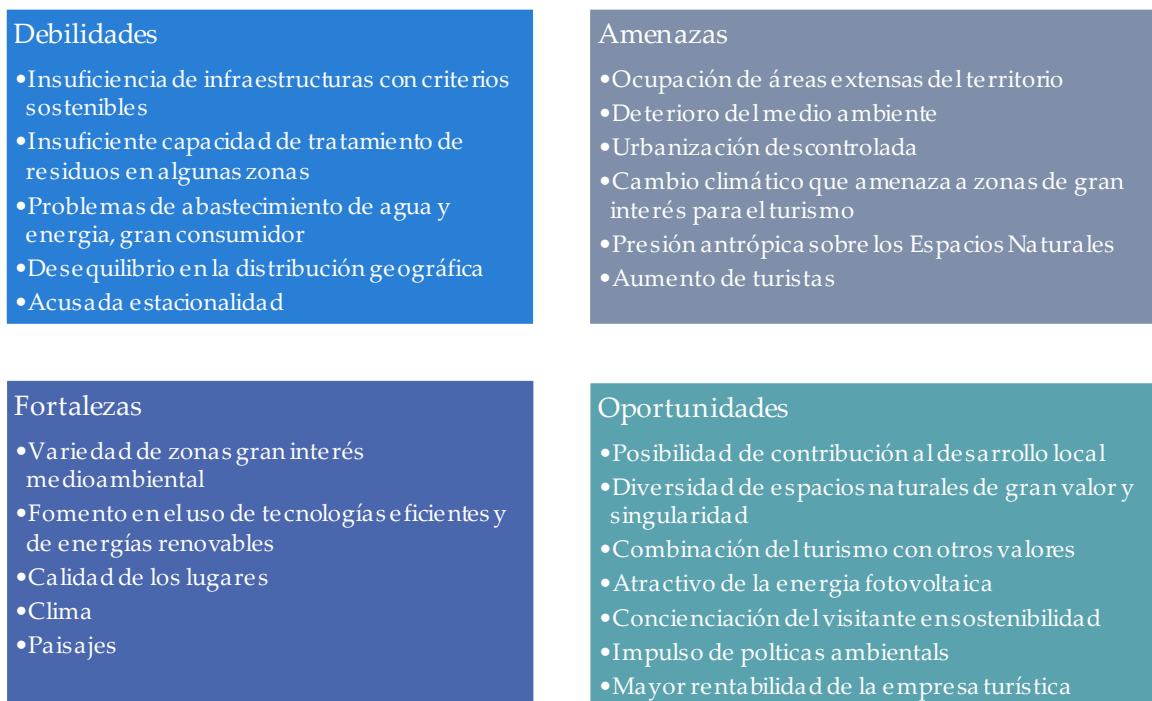 Debilidades
•Insuficiencia de infraestructuras con criterios
sostenibles
•Insuficiente capacidad de tratamiento de
residuos en algunas zonas
•Problemas de abastecimiento de agua y
energia, gran consumidor
•Desequilibrio en la distribución geográfica
•Acusada estacionalidad
Amenazas
•Ocupación de áreas extensas del territorio
•Deterioro del medio ambiente
•Urbanización descontrolada
•Cambio climático que amenaza a zonas de gran
interés para el turismo
•Presión antrópica sobre los Espacios Naturales
•Aumento de turistas
Fortalezas
•Variedad de zonas gran interés
medioambiental
•Fomento en el uso de tecnologías eficientes y
de energías renovables
•Calidad de los lugares
•Clima
•Paisajes
Oportunidades
•Posibilidad de contribución al desarrollo local
•Diversidad de espacios naturales de gran valor y
singularidad
•Combinación del turismo con otros valores
•Atractivo de la energia fotovoltaica
•Concienciación del visitante en sostenibilidad
•Impulso de polticas ambientals
•Mayor rentabilidad de la empresa turística